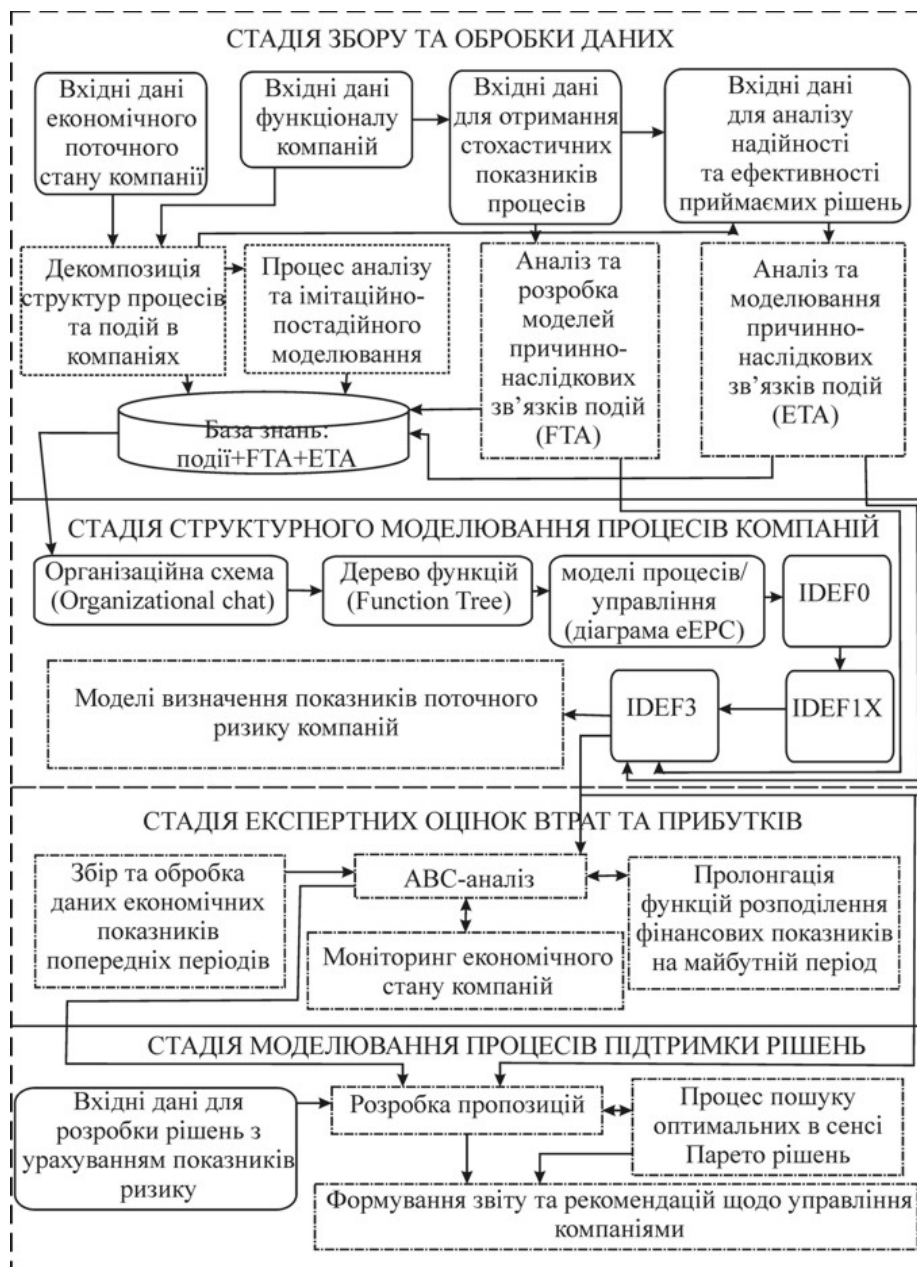 СТАДІЯ ЗБОРУ ТА ОБРОБКИ ДАНИХ
Вхідні дані
економічного
поточного
стану компанії
Вхідні дані
функціоналу
компаній
Вхідні дані
для отримання
стохастичних
показників
процесів
Вхідні дані
для аналізу
надійності
та ефективності
приймаємих рішень
Декомпозиція
структур процесів
та подій в
компаніях
Процес аналізу
та імітаційно-
постадійного
моделювання
Аналіз та
розробка
моделей
причинно-
наслідкових
зв’язків подій
(FTA)
Аналіз та
моделювання
причинно-
наслідкових
зв’язків подій
(ETA)
База знань:
події+FTA+ETA
СТАДІЯ СТРУКТУРНОГО МОДЕЛЮВАННЯ ПРОЦЕСІВ КОМПАНІЙ
Організаційна схема
(Organizational chat)
Дерево функцій
(Function Tree)
моделі процесів/
управління
(діаграма eEPC)
IDEF0
Моделі визначення показників поточного
ризику компаній
IDEF3
IDEF1X
СТАДІЯ ЕКСПЕРТНИХ ОЦІНОК ВТРАТ ТА ПРИБУТКІВ
Збір та обробка
даних економічних
показників
попередніх періодів
АВС-аналіз
Пролонгація
функцій розподілення
фінансових показників
на майбутній період
Моніторинг економічного
стану компаній
СТАДІЯ МОДЕЛЮВАННЯ ПРОЦЕСІВ ПІДТРИМКИ РІШЕНЬ
Вхідні дані для
розробки рішень з
урахуванням показників
ризику
Розробка пропозицій
Процес пошуку
оптимальних в сенсі
Парето рішень
Формування звіту та рекомендацій щодо управління
компаніями